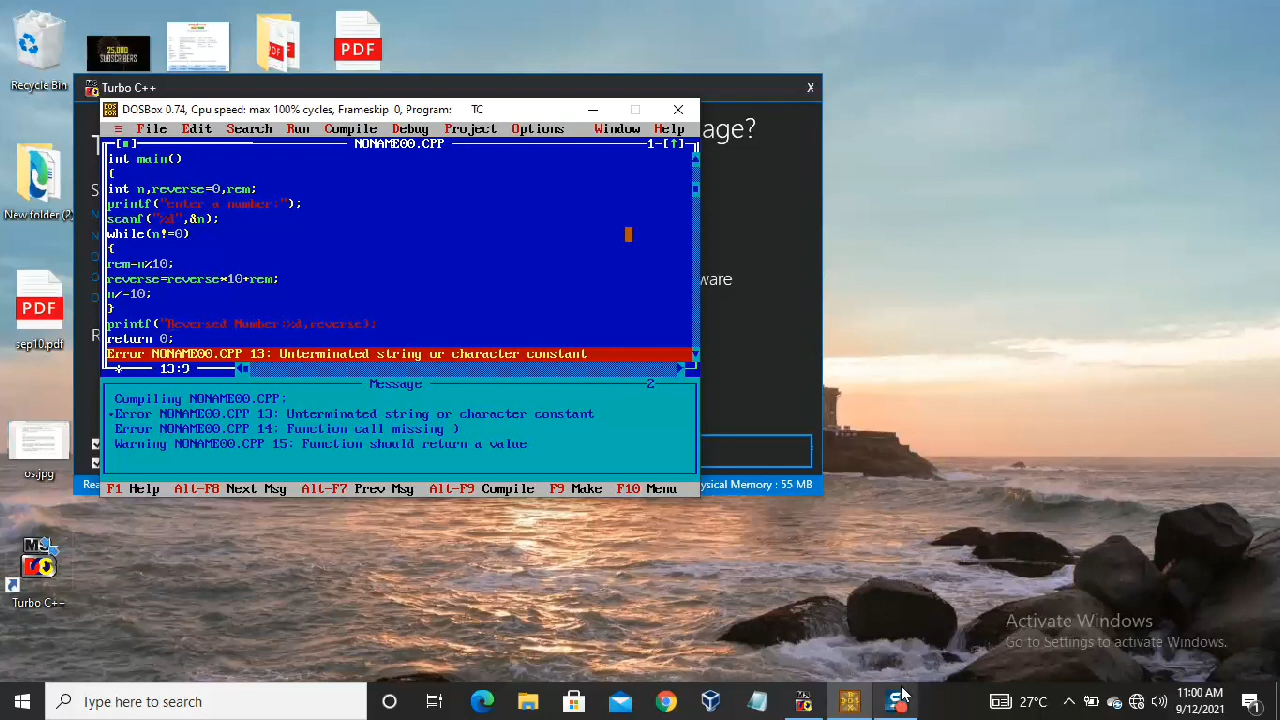 25,000
SUBSCRIBERS
PDF
PDF
Recycle Bin
Turbo C++
DOSBox 0.74, Cpu speed: max 100% cycles, Frameskip 0, Program: TC
File Edit Search Run Compile Debug Project Options Window Help
NONAME00.CPP 1
int main()
{
int n,reverse=0,rem;
printf("enter a number:");
scanf("%d",&n);
while(n!=0)
{
rem=n%10;
reverse=reverse*10+rem;
n/=10;
}
printf("Reversed Number:%d,reverse);
return 0;
Error NONAME00.CPP 13: Unterminated string or character constant
13:9
Message 2
Compiling NONAME00.CPP:
Error NONAME00.CPP 13: Unterminated string or character constant
Error NONAME00.CPP 14: Function call missing )
Warning NONAME00.CPP 15: Function should return a value
F1 Help Alt-F8 Next Msg Alt-F7 Prev Msg Alt-F9 Compile F9 Make F10 Menu
T
age?
S
N
N
D
O
D
ware
R
Rea
ysical Memory : 55 MB
New folder (2)
PDF
sep10.pdf
os.jpg
Turbo C++
Activate Windows
Go to Settings to activate Windows.
Type here to search
27°C
11:00 AM
9/12/2021
1